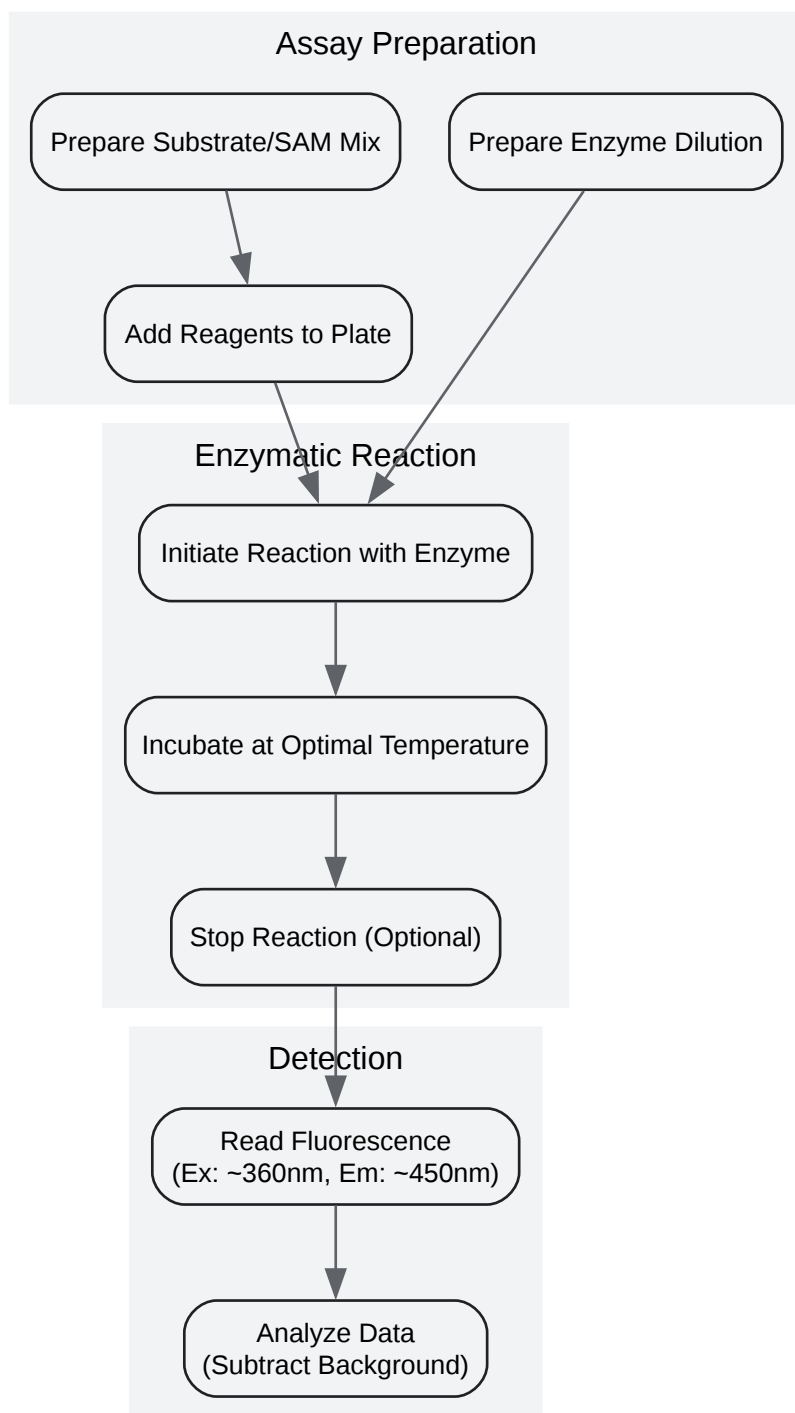 Assay Preparation
Prepare Substrate/SAM Mix
Prepare Enzyme Dilution
Add Reagents to Plate
Enzymatic Reaction
Initiate Reaction with Enzyme
Incubate at Optimal Temperature
Stop Reaction (Optional)
Detection
Read Fluorescence
(Ex: ~360nm, Em: ~450nm)
Analyze Data
(Subtract Background)